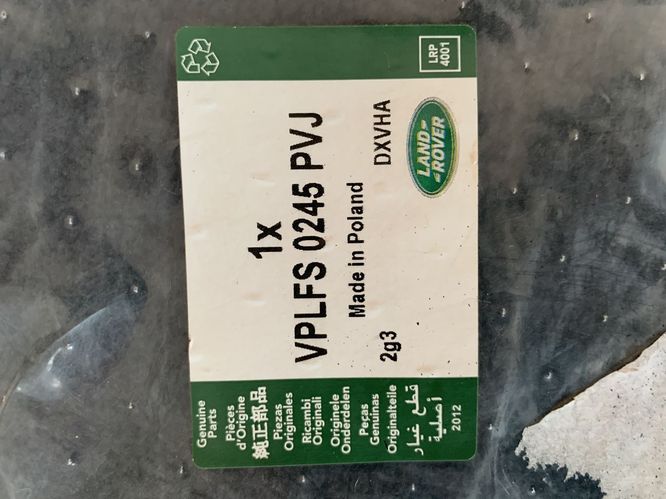 Genuine
Parts
Pièces
d'Origine
純正部品
Piezas
Originales
Ricambi
Originali
Originele
Onderdelen
Peças
Genuinas
Originalteile
قطع غيار
أصلية
2012
1x
VPLFS 0245 PVJ
Made in Poland
2g3
DXVHA
LRP
4001
LAND-
-ROVER